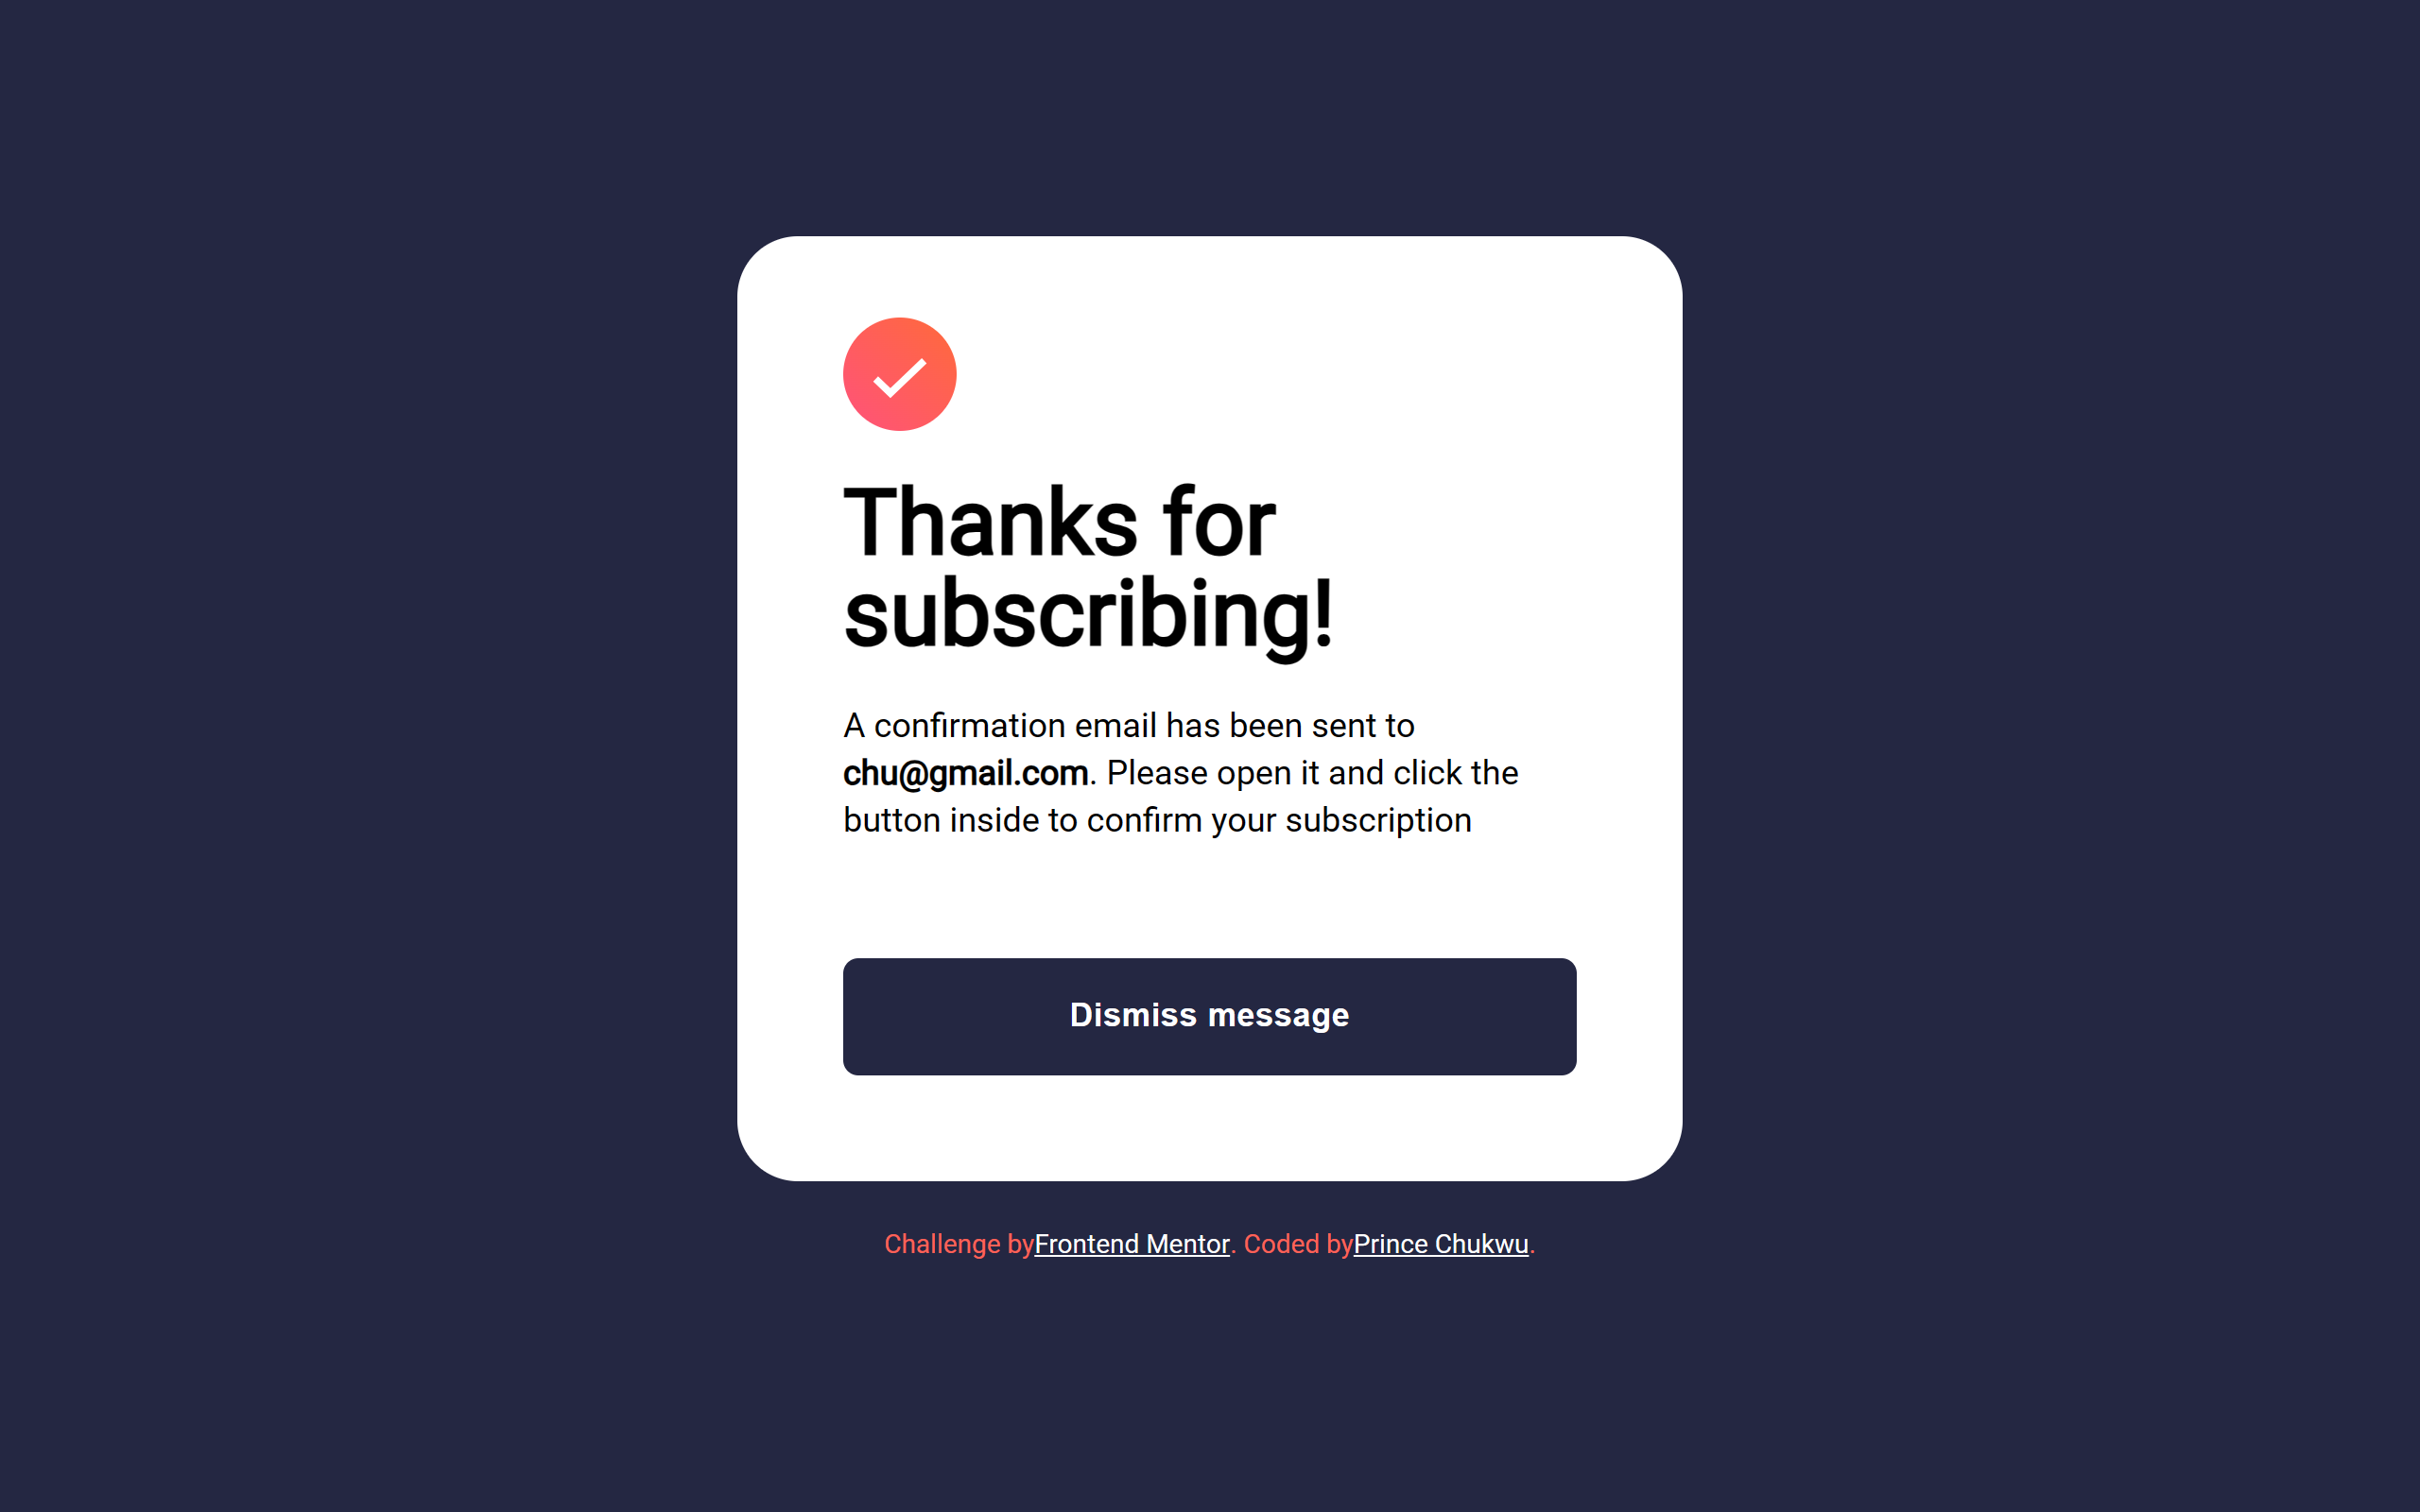 Thanks for
subscribing!
A confirmation email has been sent to
chu@gmail.com. Please open it and click the
button inside to confirm your subscription
Dismiss message
Challenge byFrontend Mentor. Coded byPrince Chukwu.